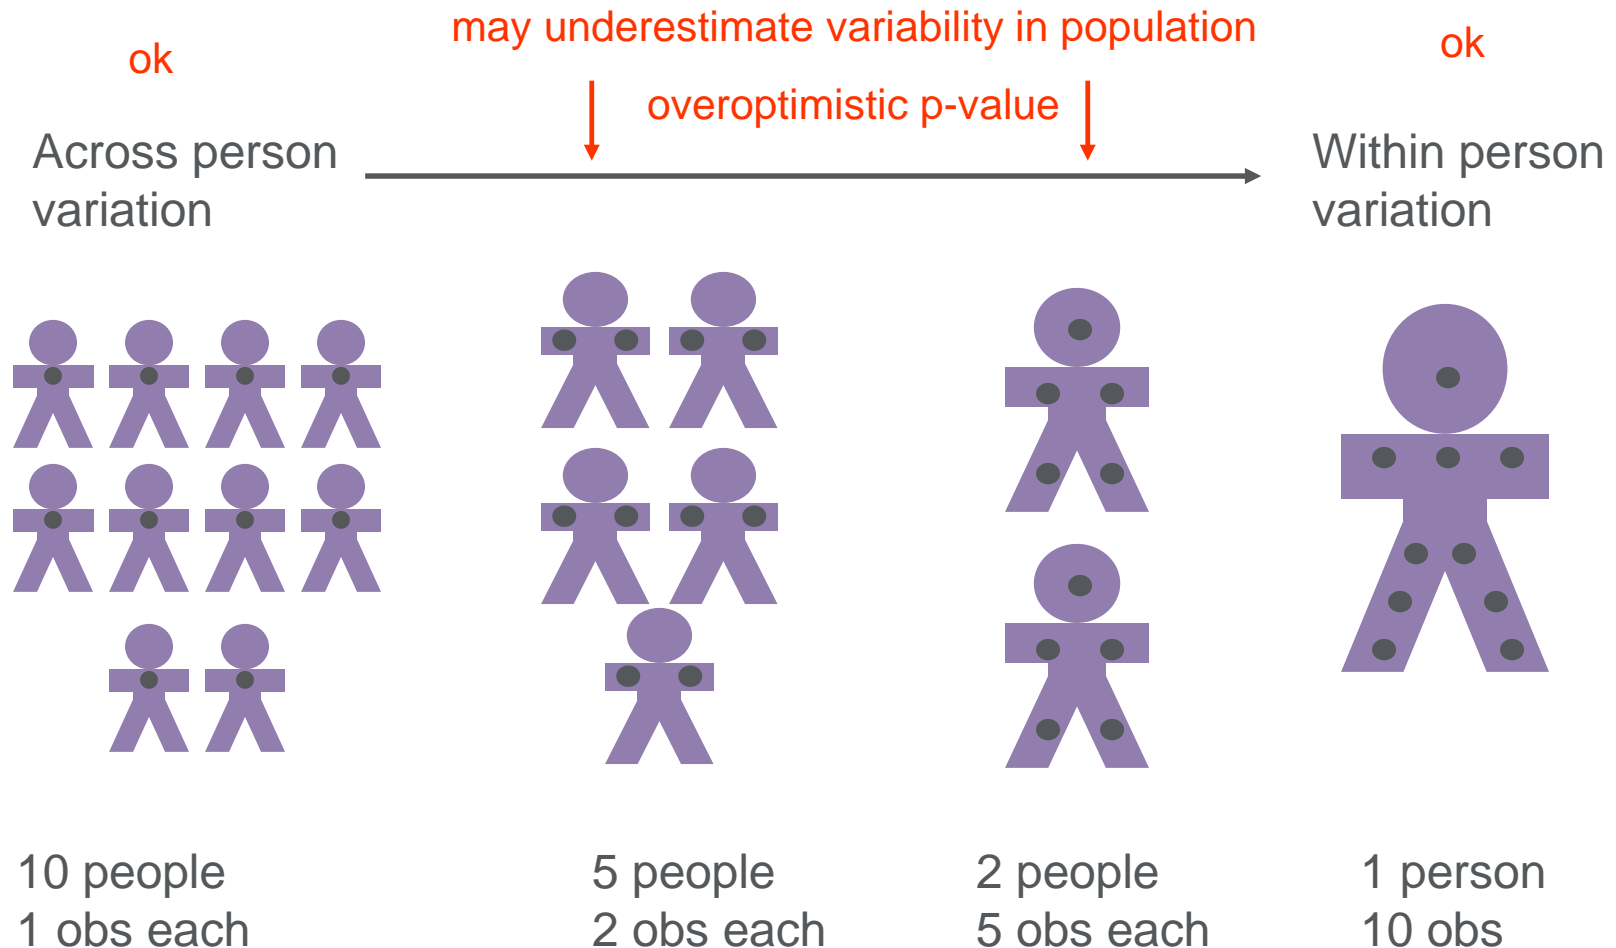 may underestimate variability in population
ok
ok
overoptimistic p-value
Across person
variation
Within person
variation
10 people
1 obs each
5 people
2 obs each
2 people
5 obs each
1 person
10 obs